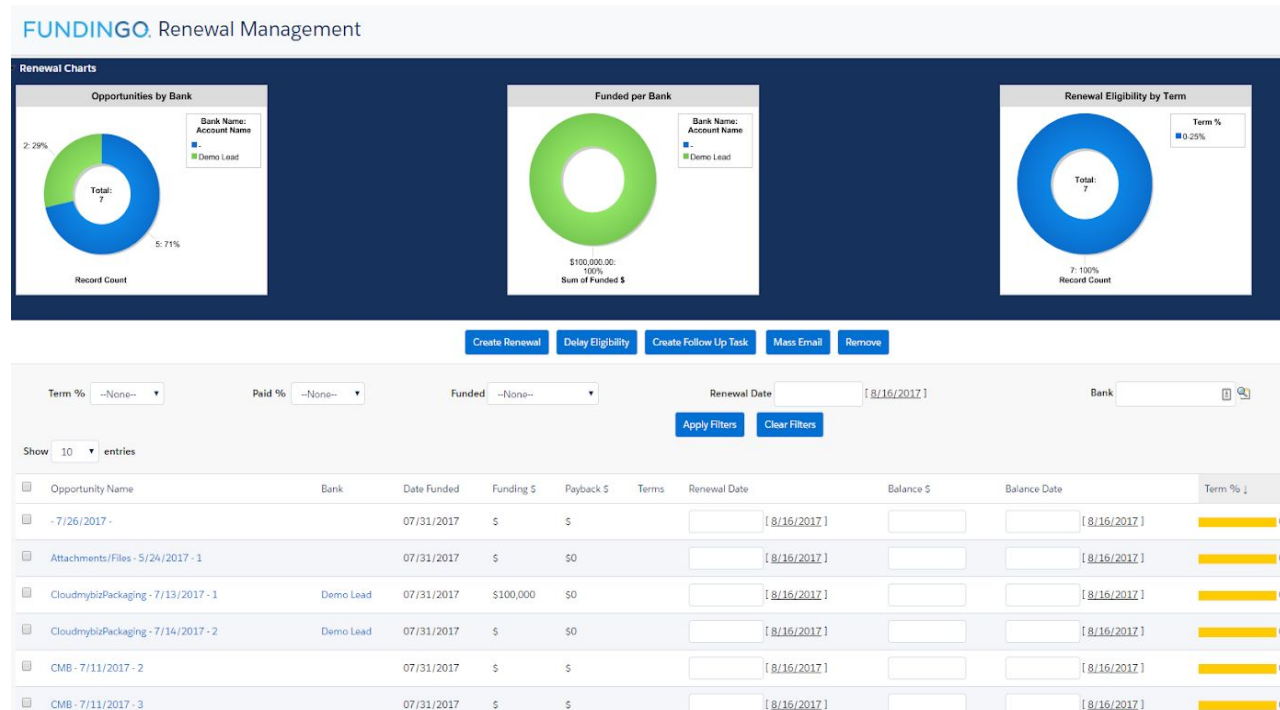 FUNDINGO. Renewal Management
Renewal Charts
Opportunities by Bank
Bank Name:
Account Name
-
Demo Lead
2: 29%
Total:
7
5: 71%
Record Count
Funded per Bank
Bank Name:
Account Name
-
Demo Lead
$100,000.00:
100%
Sum of Funded $
Renewal Eligibility by Term
Term %
0-25%
Total:
7
7: 100%
Record Count
Create Renewal Delay Eligibility Create Follow Up Task Mass Email Remove
Term % --None-- Paid % --None-- Funded --None-- Renewal Date [ 8/16/2017 ] Bank
Apply Filters Clear Filters
Show 10 entries
Opportunity Name Bank Date Funded Funding $ Payback $ Terms Renewal Date Balance $ Balance Date Term % ↓
- 7/26/2017 - 07/31/2017 $ $ [ 8/16/2017 ] [ 8/16/2017 ]
Attachments/Files - 5/24/2017 - 1 07/31/2017 $ $0 [ 8/16/2017 ] [ 8/16/2017 ]
CloudmybizPackaging - 7/13/2017 - 1 Demo Lead 07/31/2017 $100,000 $0 [ 8/16/2017 ] [ 8/16/2017 ]
CloudmybizPackaging - 7/14/2017 - 2 Demo Lead 07/31/2017 $ $0 [ 8/16/2017 ] [ 8/16/2017 ]
CMB - 7/11/2017 - 2 07/31/2017 $ $ [ 8/16/2017 ] [ 8/16/2017 ]
CMB - 7/11/2017 - 3 07/31/2017 $ $ [ 8/16/2017 ] [ 8/16/2017 ]